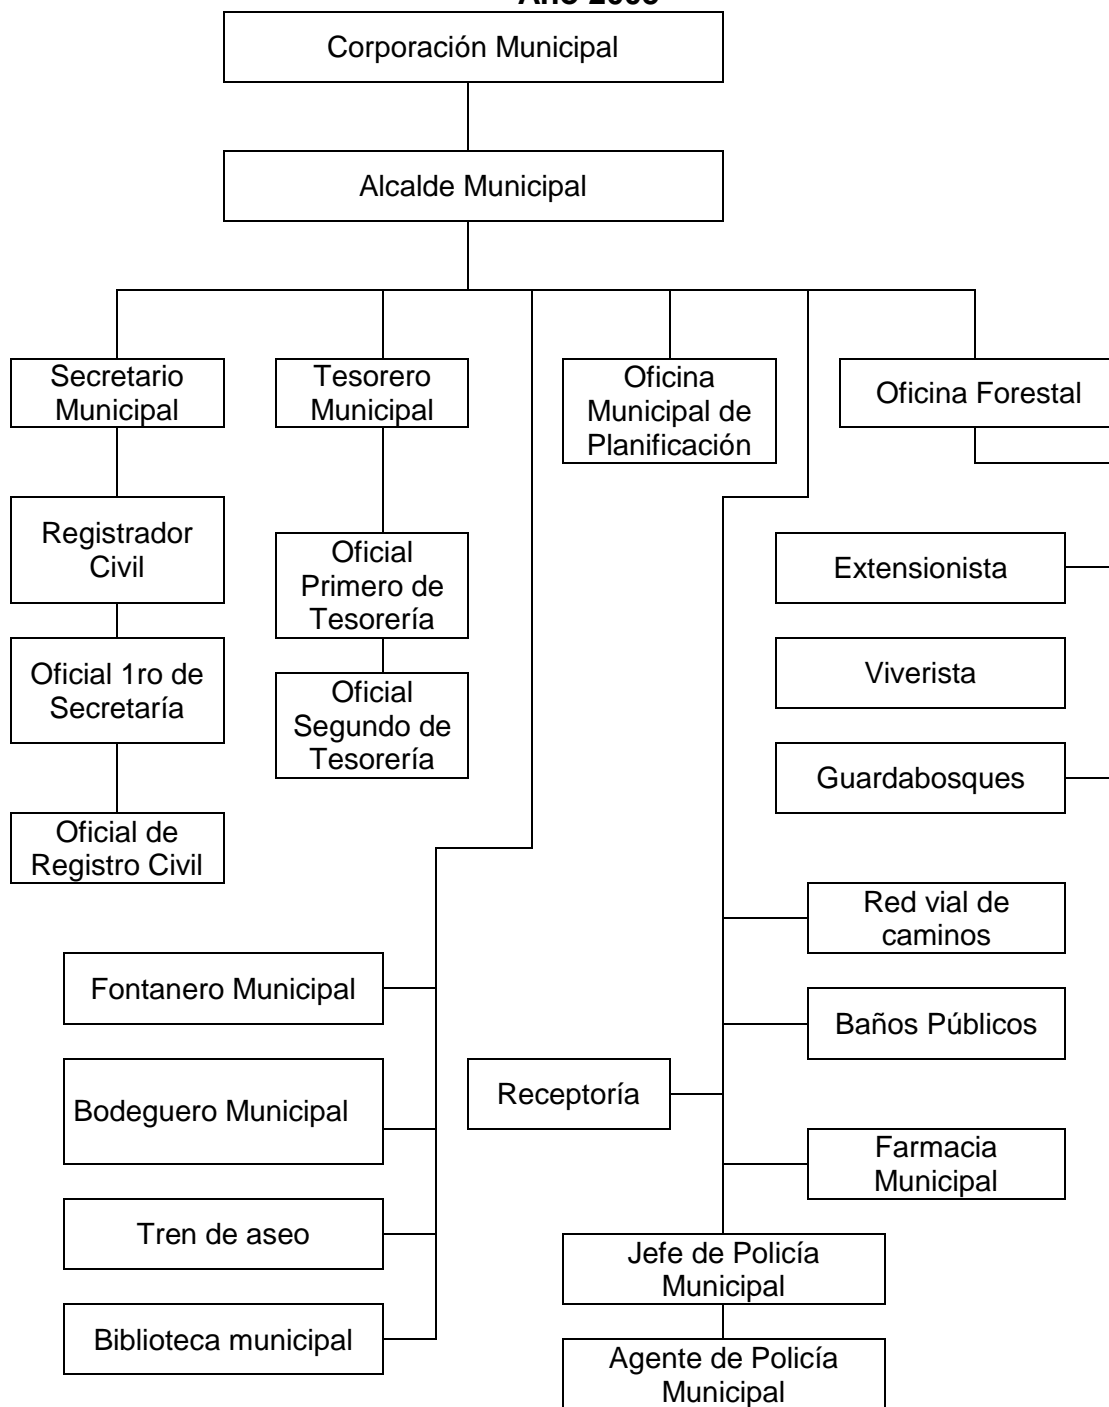 Corporación Municipal
Alcalde Municipal
Secretario
Municipal
Tesorero
Municipal
Oficina
Municipal de
Planificación
Oficina Forestal
Registrador
Civil
Oficial
Primero de
Tesorería
Extensionista
Oficial 1ro de
Secretaría
Oficial
Segundo de
Tesorería
Viverista
Guardabosques
Oficial de
Registro Civil
Red vial de
caminos
Fontanero Municipal
Baños Públicos
Bodeguero Municipal
Receptoría
Farmacia
Municipal
Tren de aseo
Jefe de Policía
Municipal
Biblioteca municipal
Agente de Policía
Municipal